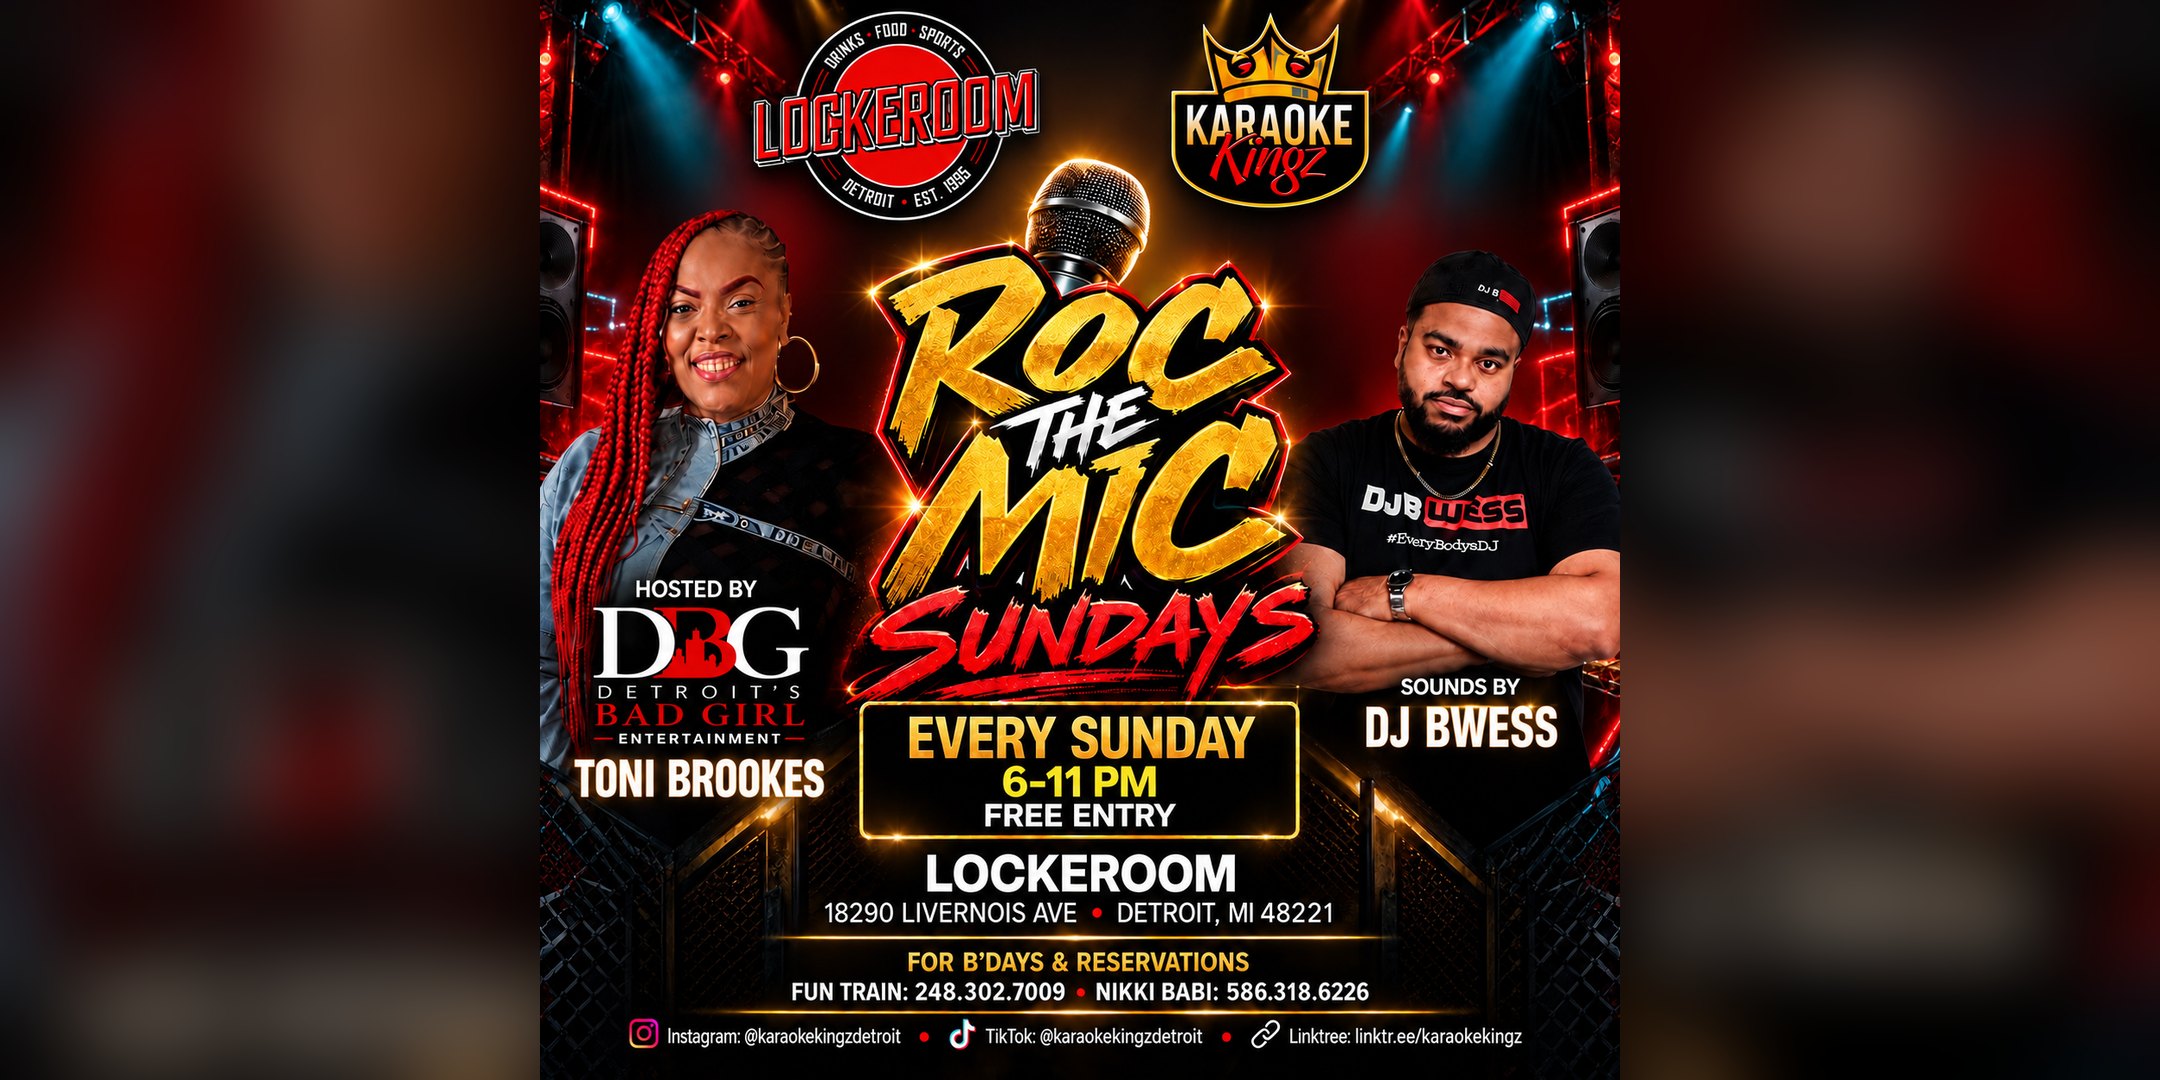 DRINKS • FOOD • SPORTS
LOCKEROOM
DETROIT • EST. 1995
KARAOKE
Kingz
ROC
THE
MIC
SUNDAYS
DJ B
DJB WESS
#EveryBodysDJ
HOSTED BY
DBG
DETROIT'S
BAD GIRL
ENTERTAINMENT
TONI BROOKES
SOUNDS BY
DJ BWESS
EVERY SUNDAY
6-11 PM
FREE ENTRY
LOCKEROOM
18290 LIVERNOIS AVE • DETROIT, MI 48221
FOR B'DAYS & RESERVATIONS
FUN TRAIN: 248.302.7009 • NIKKI BABI: 586.318.6226
Instagram: @karaokekingzdetroit • TikTok: @karaokekingzdetroit • Linktree: linktr.ee/karaokekingz